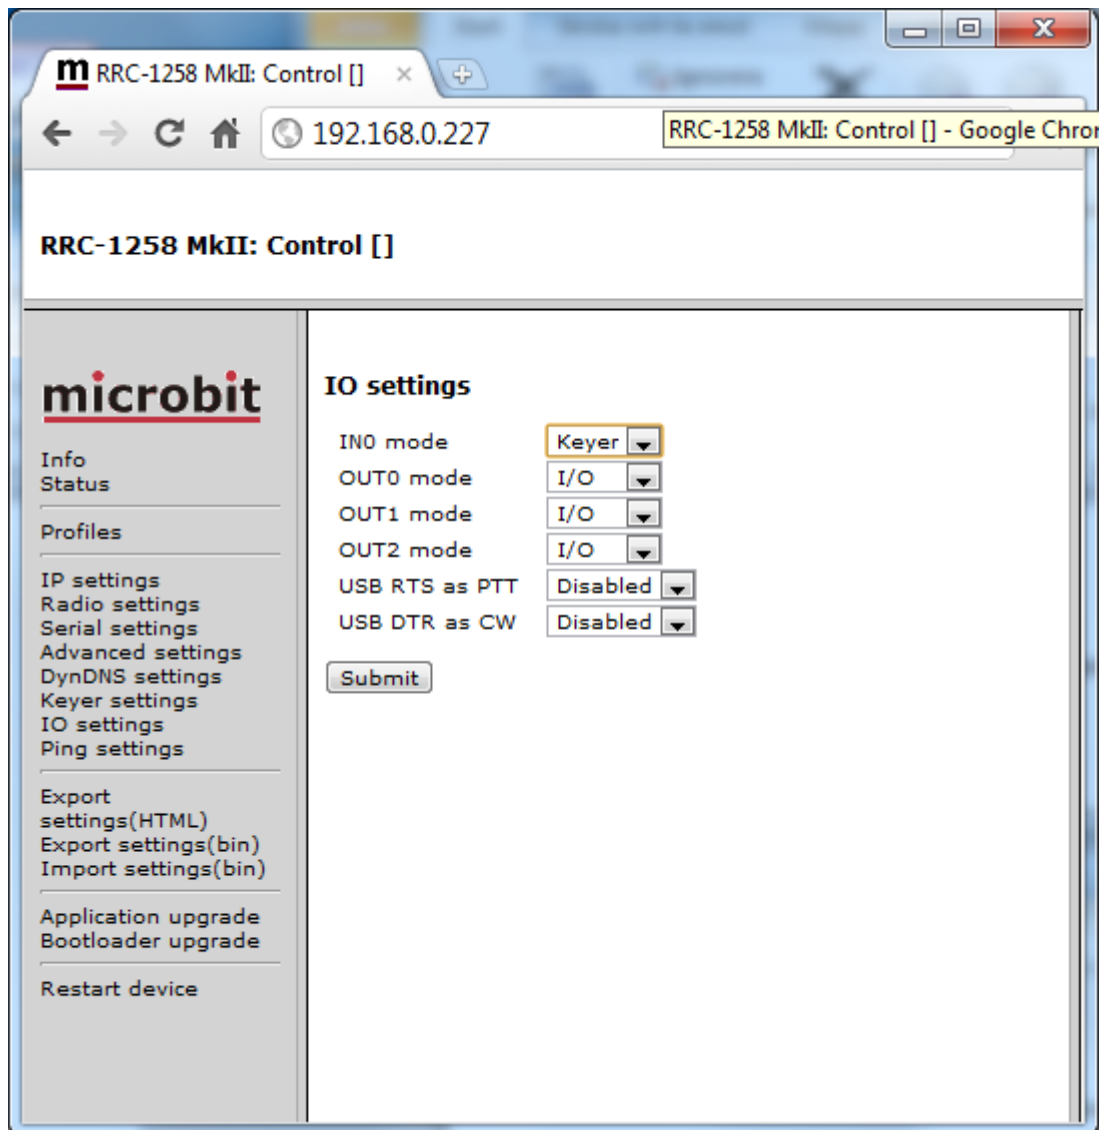 m RRC-1258 MkII: Control []
192.168.0.227
RRC-1258 MkII: Control [] - Google Chro
RRC-1258 MkII: Control []
microbit
Info
Status
Profiles
IP settings
Radio settings
Serial settings
Advanced settings
DynDNS settings
Keyer settings
IO settings
Ping settings
Export
settings(HTML)
Export settings(bin)
Import settings(bin)
Application upgrade
Bootloader upgrade
Restart device
IO settings
IN0 mode Keyer
OUT0 mode I/O
OUT1 mode I/O
OUT2 mode I/O
USB RTS as PTT Disabled
USB DTR as CW Disabled
Submit